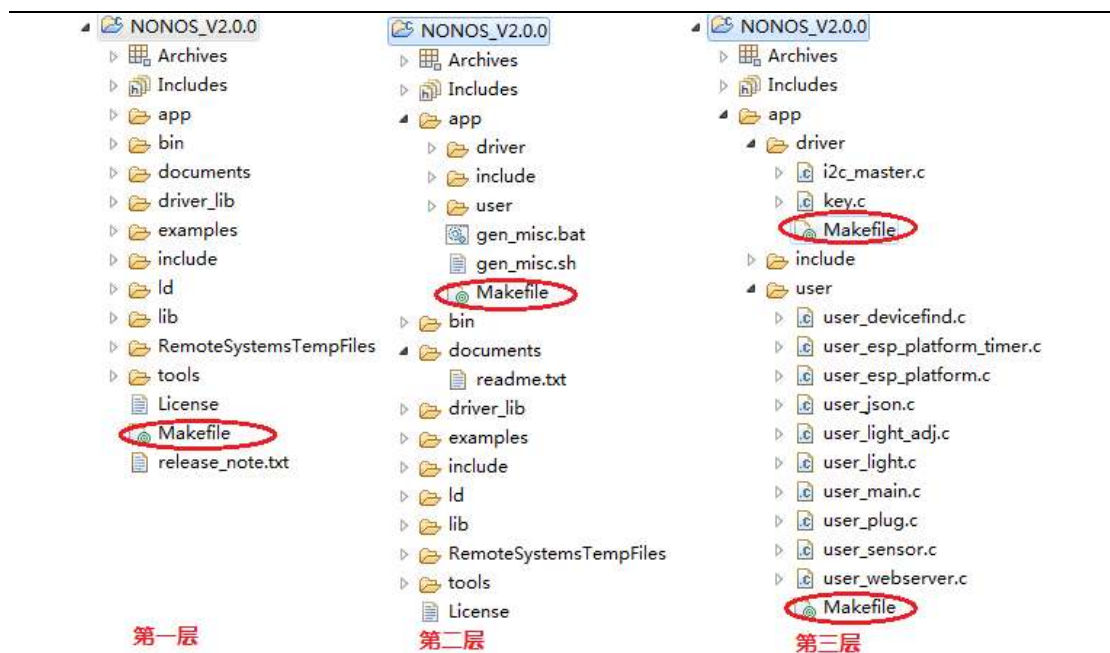 NONOS_V2.0.0
Archives
Includes
app
bin
documents
driver_lib
examples
include
ld
lib
RemoteSystemsTempFiles
tools
License
Makefile
release_note.txt
第一层
NONOS_V2.0.0
Archives
Includes
app
driver
include
user
gen_misc.bat
gen_misc.sh
Makefile
bin
documents
readme.txt
driver_lib
examples
include
ld
lib
RemoteSystemsTempFiles
tools
License
第二层
NONOS_V2.0.0
Archives
Includes
app
driver
i2c_master.c
key.c
Makefile
include
user
user_devicefind.c
user_esp_platform_timer.c
user_esp_platform.c
user_json.c
user_light_adj.c
user_light.c
user_main.c
user_plug.c
user_sensor.c
user_webserver.c
Makefile
第三层